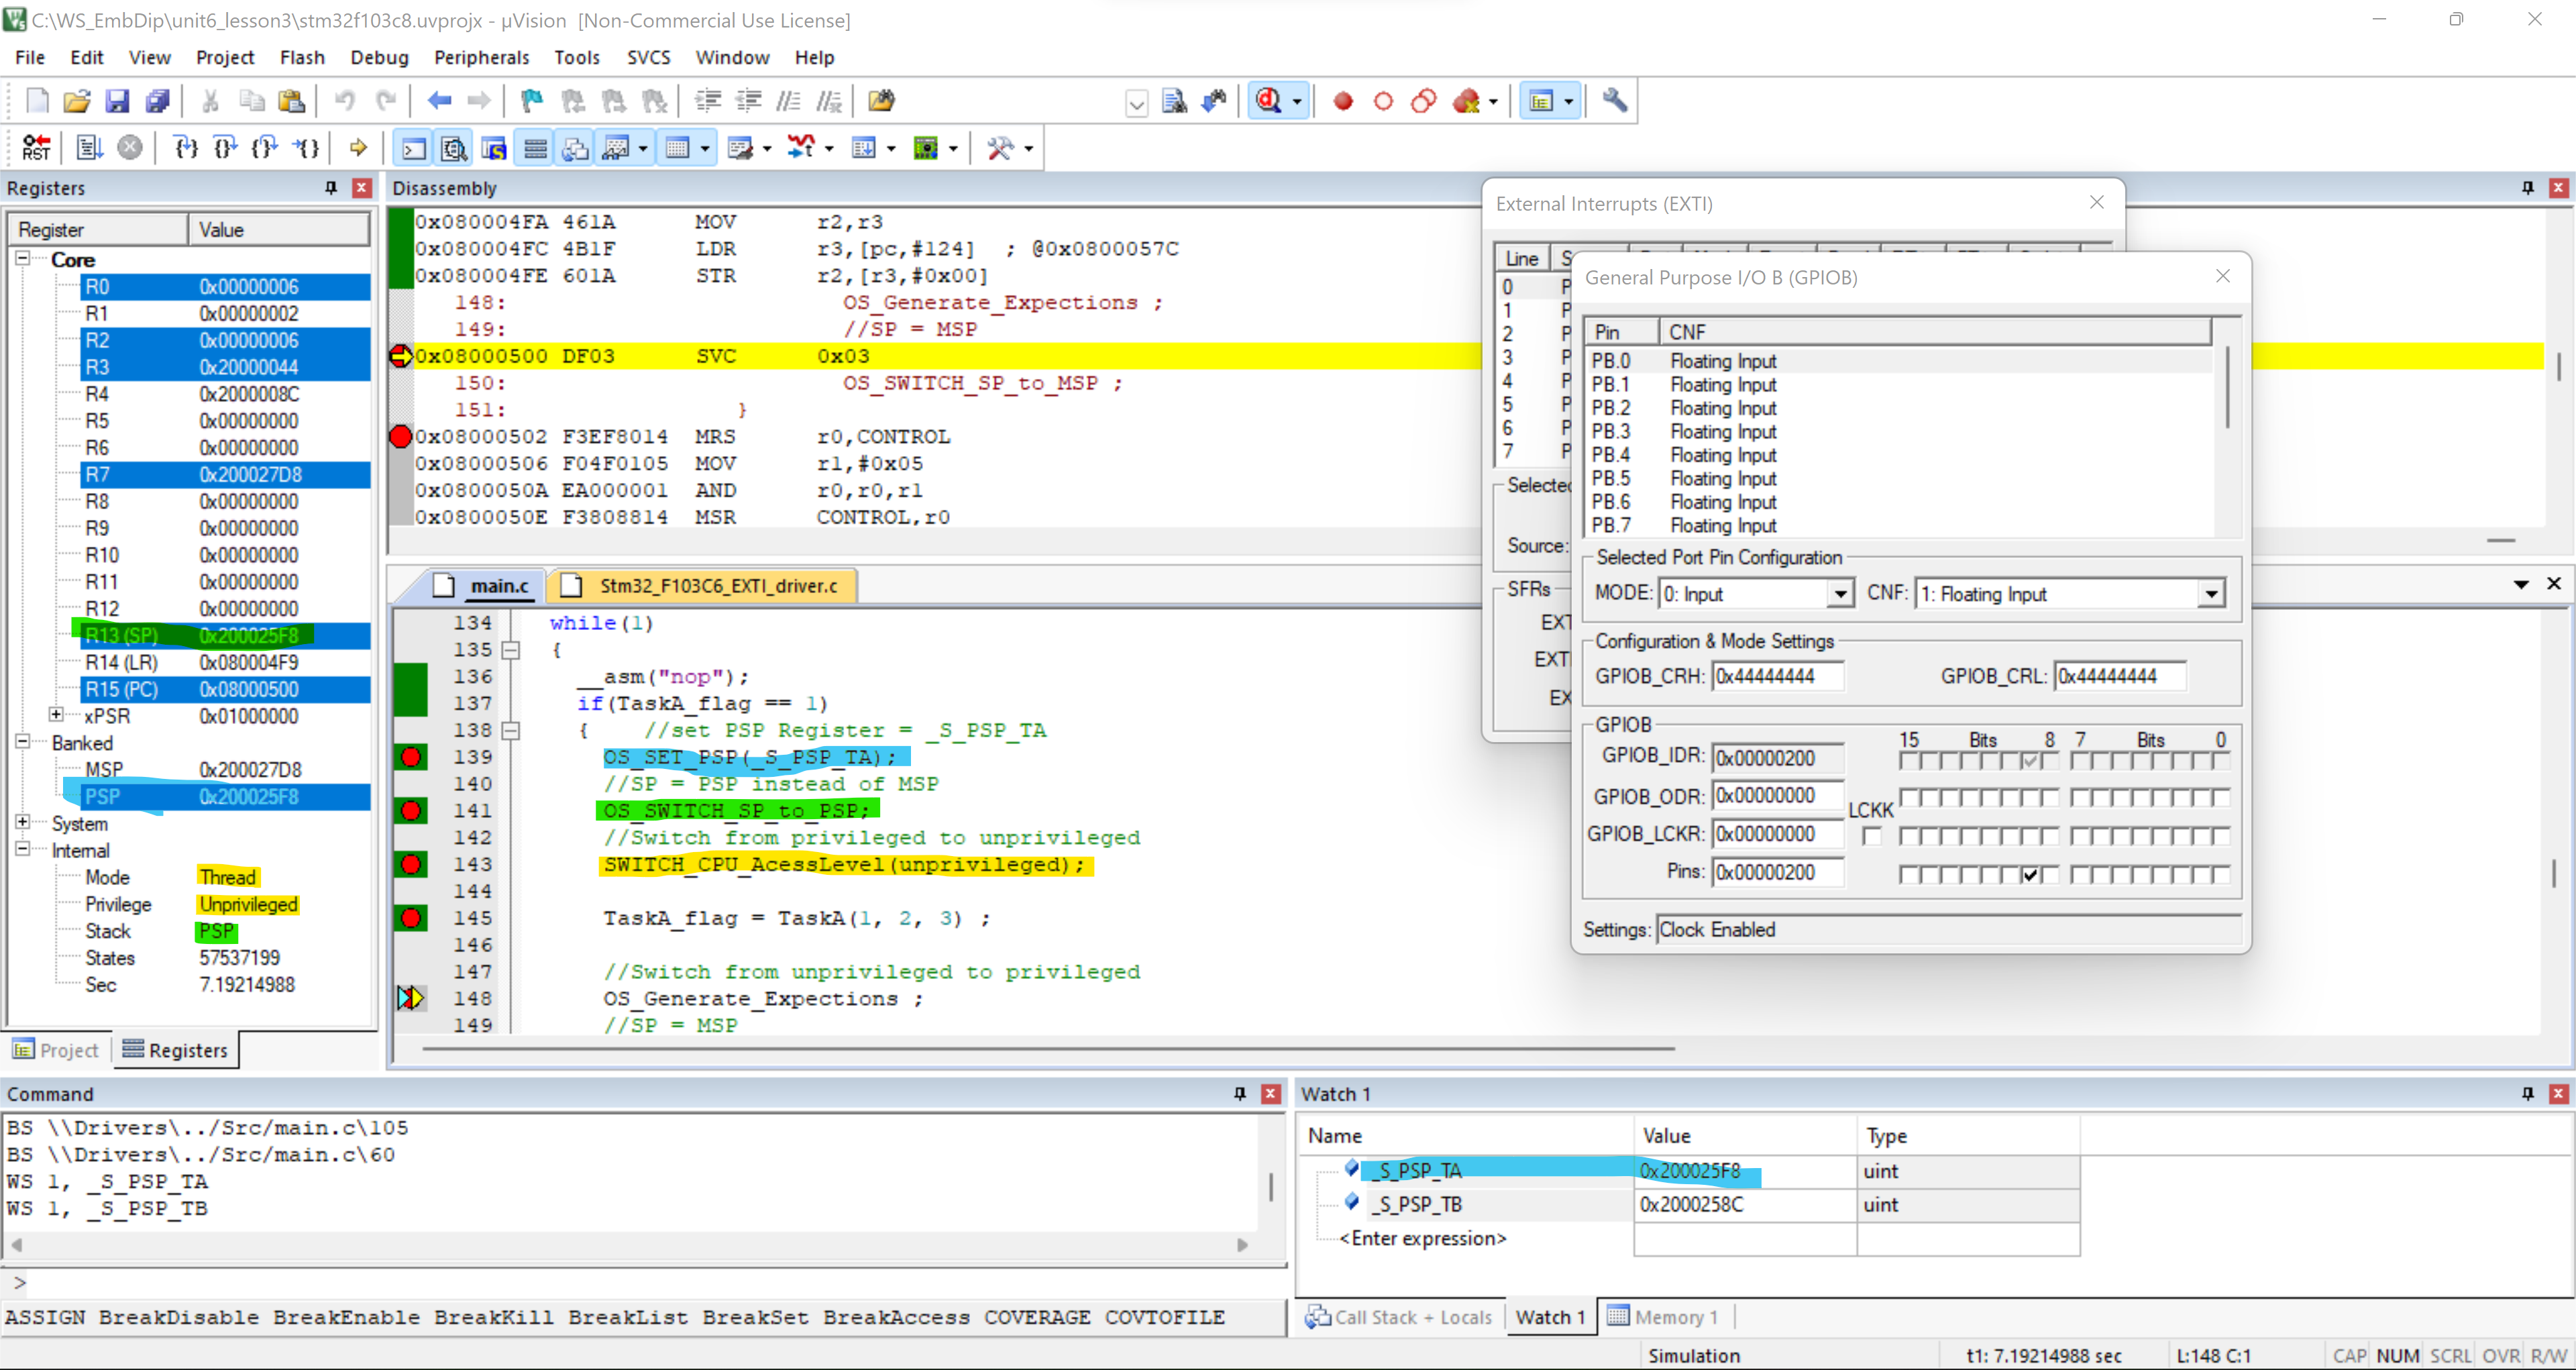 C:\WS_EmbDip\unit6_lesson3\stm32f103c8.uvprojx - µVision [Non-Commercial Use License]
File Edit View Project Flash Debug Peripherals Tools SVCS Window Help
RST
Registers
Register Value
Core
R0 0x00000006
R1 0x00000002
R2 0x00000006
R3 0x20000044
R4 0x2000008C
R5 0x00000000
R6 0x00000000
R7 0x200027D8
R8 0x00000000
R9 0x00000000
R10 0x00000000
R11 0x00000000
R12 0x00000000
R13 (SP) 0x200025F8
R14 (LR) 0x080004F9
R15 (PC) 0x08000500
xPSR 0x01000000
Banked
MSP 0x200027D8
PSP 0x200025F8
System
Internal
Mode Thread
Privilege Unprivileged
Stack PSP
States 57537199
Sec 7.19214988
Project Registers
Disassembly
0x080004FA 461A MOV r2,r3
0x080004FC 4B1F LDR r3,[pc,#124] ; @0x0800057C
0x080004FE 601A STR r2,[r3,#0x00]
148: OS_Generate_Expections ;
149: //SP = MSP
0x08000500 DF03 SVC 0x03
150: OS_SWITCH_SP_to_MSP ;
151: }
0x08000502 F3EF8014 MRS r0,CONTROL
0x08000506 F04F0105 MOV r1,#0x05
0x0800050A EA000001 AND r0,r0,r1
0x0800050E F3808814 MSR CONTROL,r0
main.c Stm32_F103C6_EXTI_driver.c
134 while(1)
135 {
136 __asm("nop");
137 if(TaskA_flag == 1)
138 { //set PSP Register = _S_PSP_TA
139 OS_SET_PSP(_S_PSP_TA);
140 //SP = PSP instead of MSP
141 OS_SWITCH_SP_to_PSP;
142 //Switch from privileged to unprivileged
143 SWITCH_CPU_AcessLevel(unprivileged);
144
145 TaskA_flag = TaskA(1, 2, 3) ;
146
147 //Switch from unprivileged to privileged
148 OS_Generate_Expections ;
149 //SP = MSP
External Interrupts (EXTI)
Line
0
1
2
3
4
5
6
7
Selected
Source:
SFRs
General Purpose I/O B (GPIOB)
Pin CNF
PB.0 Floating Input
PB.1 Floating Input
PB.2 Floating Input
PB.3 Floating Input
PB.4 Floating Input
PB.5 Floating Input
PB.6 Floating Input
PB.7 Floating Input
Selected Port Pin Configuration
MODE: 0: Input CNF: 1: Floating Input
Configuration & Mode Settings
GPIOB_CRH: 0x44444444 GPIOB_CRL: 0x44444444
GPIOB
15 Bits 8 7 Bits 0
GPIOB_IDR: 0x00000200
GPIOB_ODR: 0x00000000
LCKK
GPIOB_LCKR: 0x00000000
Pins: 0x00000200
Settings: Clock Enabled
Command
BS \\Drivers\../Src/main.c\105
BS \\Drivers\../Src/main.c\60
WS 1, _S_PSP_TA
WS 1, _S_PSP_TB
>
ASSIGN BreakDisable BreakEnable BreakKill BreakList BreakSet BreakAccess COVERAGE COVTOFILE
Watch 1
Name Value Type
_S_PSP_TA 0x200025F8 uint
_S_PSP_TB 0x2000258C uint
<Enter expression>
Call Stack + Locals Watch 1 Memory 1
Simulation t1: 7.19214988 sec L:148 C:1 CAP NUM SCRL OVR R/W